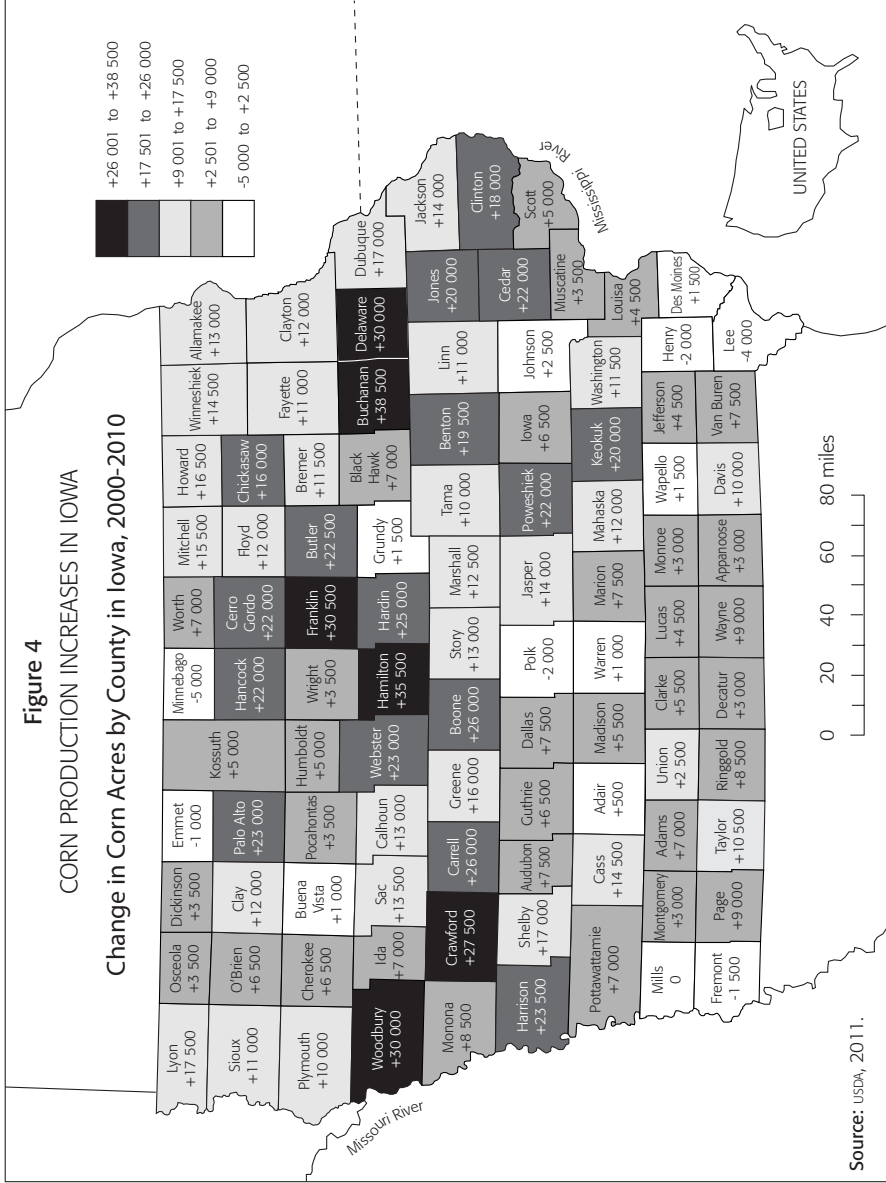 Figure 4
CORN PRODUCTION INCREASES IN IOWA
Change in Corn Acres by County in Iowa, 2000-2010
+26 001 to +38 500
+17 501 to +26 000
+9 001 to +17 500
+2 501 to +9 000
-5 000 to +2 500
Lyon
+17 500
Osceola
+3 500
Dickinson
+3 500
Emmet
-1 000
Kossuth
+5 000
Minnebago
-5 000
Worth
+7 000
Mitchell
+15 500
Howard
+16 500
Winneshiek
+14 500
Allamakee
+13 000
Sioux
+11 000
O'Brien
+6 500
Clay
+12 000
Palo Alto
+23 000
Hancock
+22 000
Cerro
Gordo
+22 000
Floyd
+12 000
Chickasaw
+16 000
Fayette
+11 000
Clayton
+12 000
Plymouth
+10 000
Cherokee
+6 500
Buena
Vista
+1 000
Pocahontas
+3 500
Humboldt
+5 000
Wright
+3 500
Franklin
+30 500
Butler
+22 500
Bremer
+11 500
Woodbury
+30 000
Ida
+7 000
Sac
+13 500
Calhoun
+13 000
Webster
+23 000
Hamilton
+35 500
Hardin
+25 000
Grundy
+1 500
Black
Hawk
+7 000
Buchanan
+38 500
Delaware
+30 000
Dubuque
+17 000
Monona
+8 500
Crawford
+27 500
Carrell
+26 000
Greene
+16 000
Boone
+26 000
Story
+13 000
Marshall
+12 500
Tama
+10 000
Benton
+19 500
Linn
+11 000
Jones
+20 000
Jackson
+14 000
Clinton
+18 000
Harrison
+23 500
Shelby
+17 000
Audubon
+7 500
Guthrie
+6 500
Dallas
+7 500
Polk
-2 000
Jasper
+14 000
Poweshiek
+22 000
Iowa
+6 500
Johnson
+2 500
Cedar
+22 000
Scott
+5 000
Muscatine
+3 500
Pottawattamie
+7 000
Cass
+14 500
Adair
+500
Madison
+5 500
Warren
+1 000
Marion
+7 500
Mahaska
+12 000
Keokuk
+20 000
Washington
+11 500
Louisa
+4 500
Mills
0
Montgomery
+3 000
Adams
+7 000
Union
+2 500
Clarke
+5 500
Lucas
+4 500
Monroe
+3 000
Wapello
+1 500
Jefferson
+4 500
Henry
-2 000
Des Moines
+1 500
Fremont
-1 500
Page
+9 000
Taylor
+10 500
Ringgold
+8 500
Decatur
+3 000
Wayne
+9 000
Appanoose
+3 000
Davis
+10 000
Van Buren
+7 500
Lee
-4 000
Missouri River
Mississippi River
UNITED STATES
0 20 40 60 80 miles
Source: USDA, 2011.